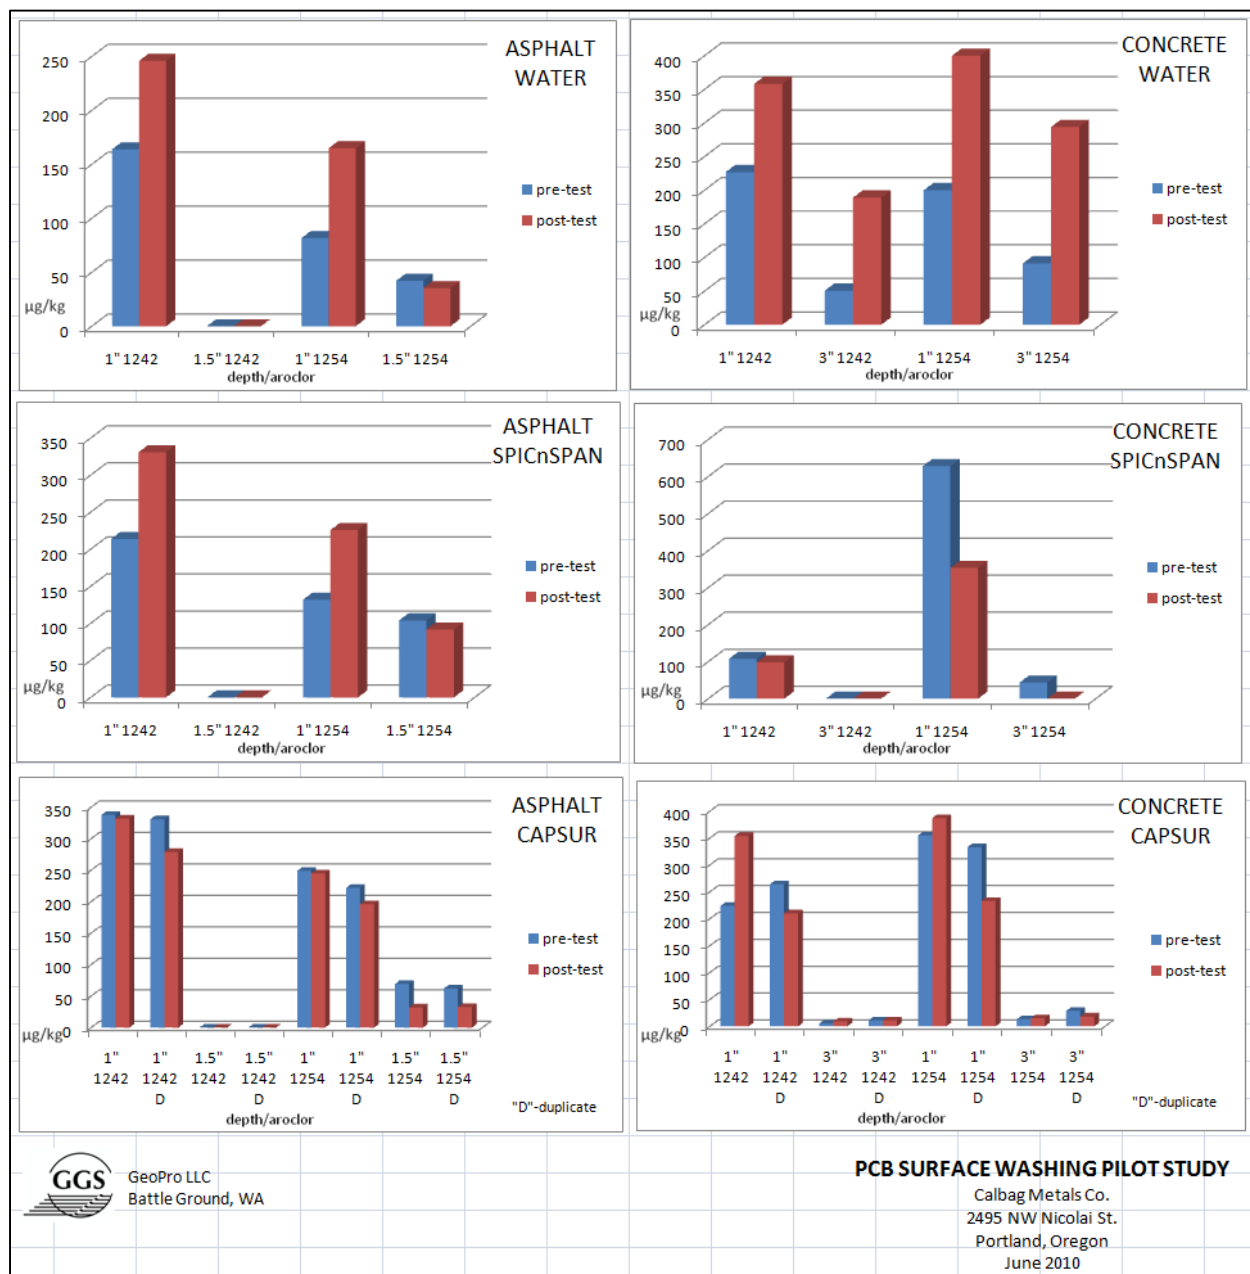 ASPHALT
WATER
250
200
150
100
50
µg/kg
0
pre-test
post-test
1" 1242
1.5" 1242
1" 1254
1.5" 1254
depth/aroclor
CONCRETE
WATER
400
350
300
250
200
150
100
50
µg/kg
0
pre-test
post-test
1" 1242
3" 1242
1" 1254
3" 1254
depth/aroclor
ASPHALT
SPICnSPAN
350
300
250
200
150
100
50
µg/kg
0
pre-test
post-test
1" 1242
1.5" 1242
1" 1254
1.5" 1254
depth/aroclor
CONCRETE
SPICnSPAN
700
600
500
400
300
200
100
µg/kg
0
pre-test
post-test
1" 1242
3" 1242
1" 1254
3" 1254
depth/aroclor
ASPHALT
CAPSUR
350
300
250
200
150
100
50
µg/kg
0
pre-test
post-test
1" 1" 1.5" 1.5" 1" 1" 1.5" 1.5"
1242 1242 1242 1242 1254 1254 1254 1254
D D D D
depth/aroclor
"D"-duplicate
CONCRETE
CAPSUR
400
350
300
250
200
150
100
50
µg/kg
0
pre-test
post-test
1" 1" 3" 3" 1" 1" 3" 3"
1242 1242 1242 1242 1254 1254 1254 1254
D D D D
depth/aroclor
"D"-duplicate
GGS
GeoPro LLC
Battle Ground, WA
PCB SURFACE WASHING PILOT STUDY
Calbag Metals Co.
2495 NW Nicolai St.
Portland, Oregon
June 2010